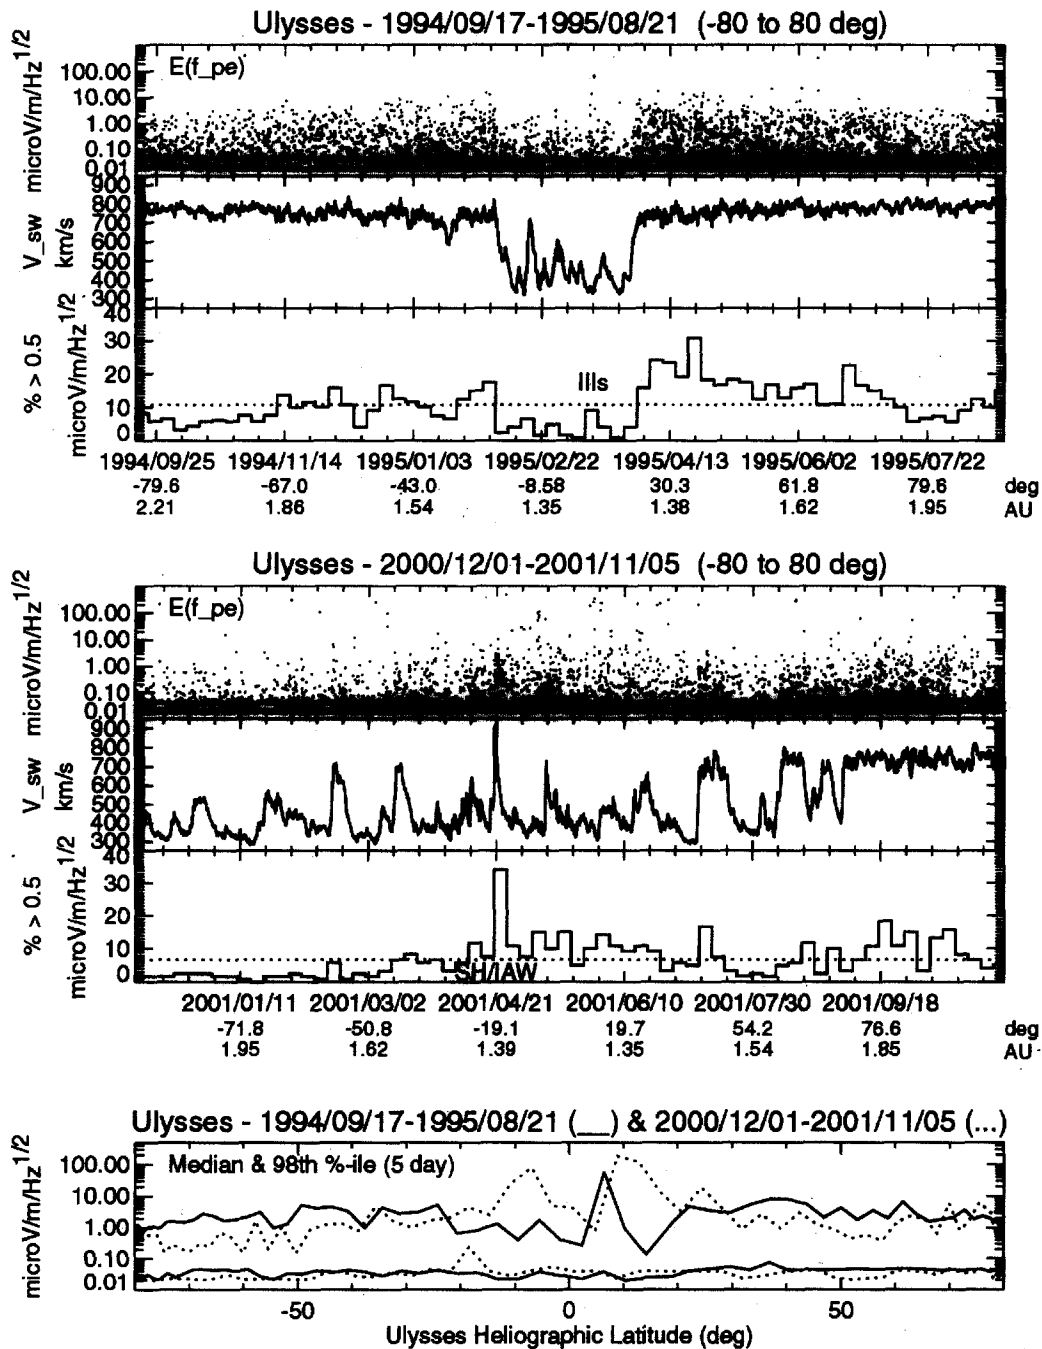 Ulysses - 1994/09/17-1995/08/21 (-80 to 80 deg)
microV/m/Hz1/2
100.00
10.00
1.00
0.10
0.01
E(f_pe)
V_sw
km/s
900
800
700
600
500
400
300
% > 0.5
microV/m/Hz1/2
40
30
20
10
0
IIIs
1994/09/25 1994/11/14 1995/01/03 1995/02/22 1995/04/13 1995/06/02 1995/07/22
-79.6 -67.0 -43.0 -8.58 30.3 61.8 79.6 deg
2.21 1.86 1.54 1.35 1.38 1.62 1.95 AU
Ulysses - 2000/12/01-2001/11/05 (-80 to 80 deg)
microV/m/Hz1/2
100.00
10.00
1.00
0.10
0.01
E(f_pe)
V_sw
km/s
900
800
700
600
500
400
300
% > 0.5
microV/m/Hz1/2
40
30
20
10
0
SH/IAW
2001/01/11 2001/03/02 2001/04/21 2001/06/10 2001/07/30 2001/09/18
-71.8 -50.8 -19.1 19.7 54.2 76.6 deg
1.95 1.62 1.39 1.35 1.54 1.85 AU
Ulysses - 1994/09/17-1995/08/21 (__) & 2000/12/01-2001/11/05 (...)
microV/m/Hz1/2
100.00
10.00
1.00
0.10
0.01
Median & 98th %-ile (5 day)
-50 0 50
Ulysses Heliographic Latitude (deg)